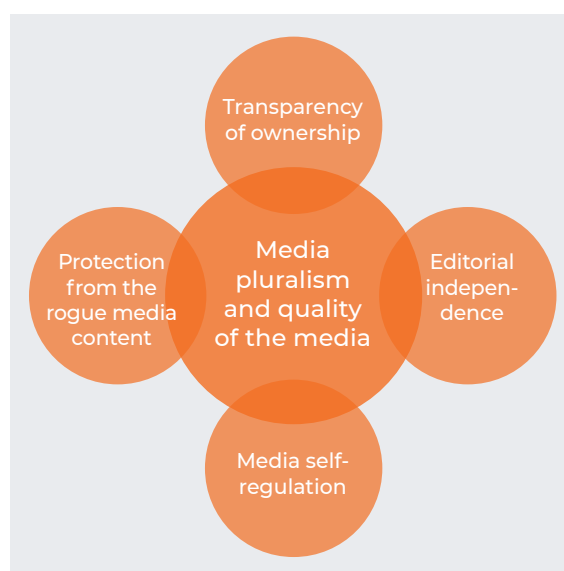 Transparency
of ownership
Protection
from the
rogue media
content
Media
pluralism
and quality
of the media
Editorial
indepen-
dence
Media self-
regulation